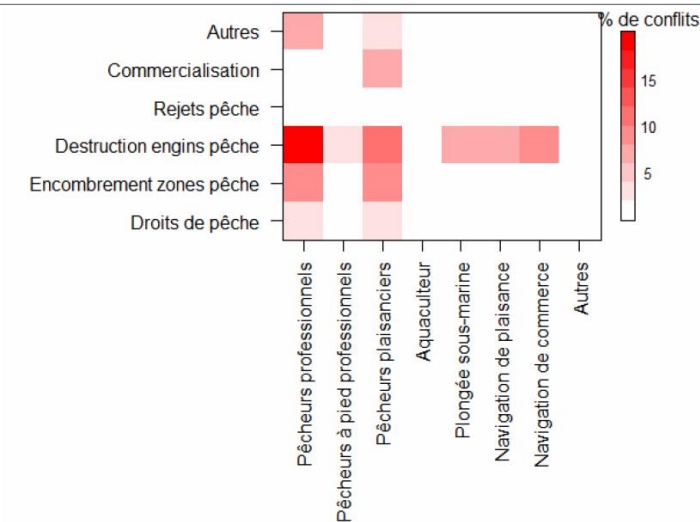 % de conflits
Autres
Commercialisation
Rejets pêche
Destruction engins pêche
Encombrement zones pêche
Droits de pêche
15
10
5
Pêcheurs professionnels
Pêcheurs à pied professionnels
Pêcheurs plaisanciers
Aquaculteur
Plongée sous-marine
Navigation de plaisance
Navigation de commerce
Autres